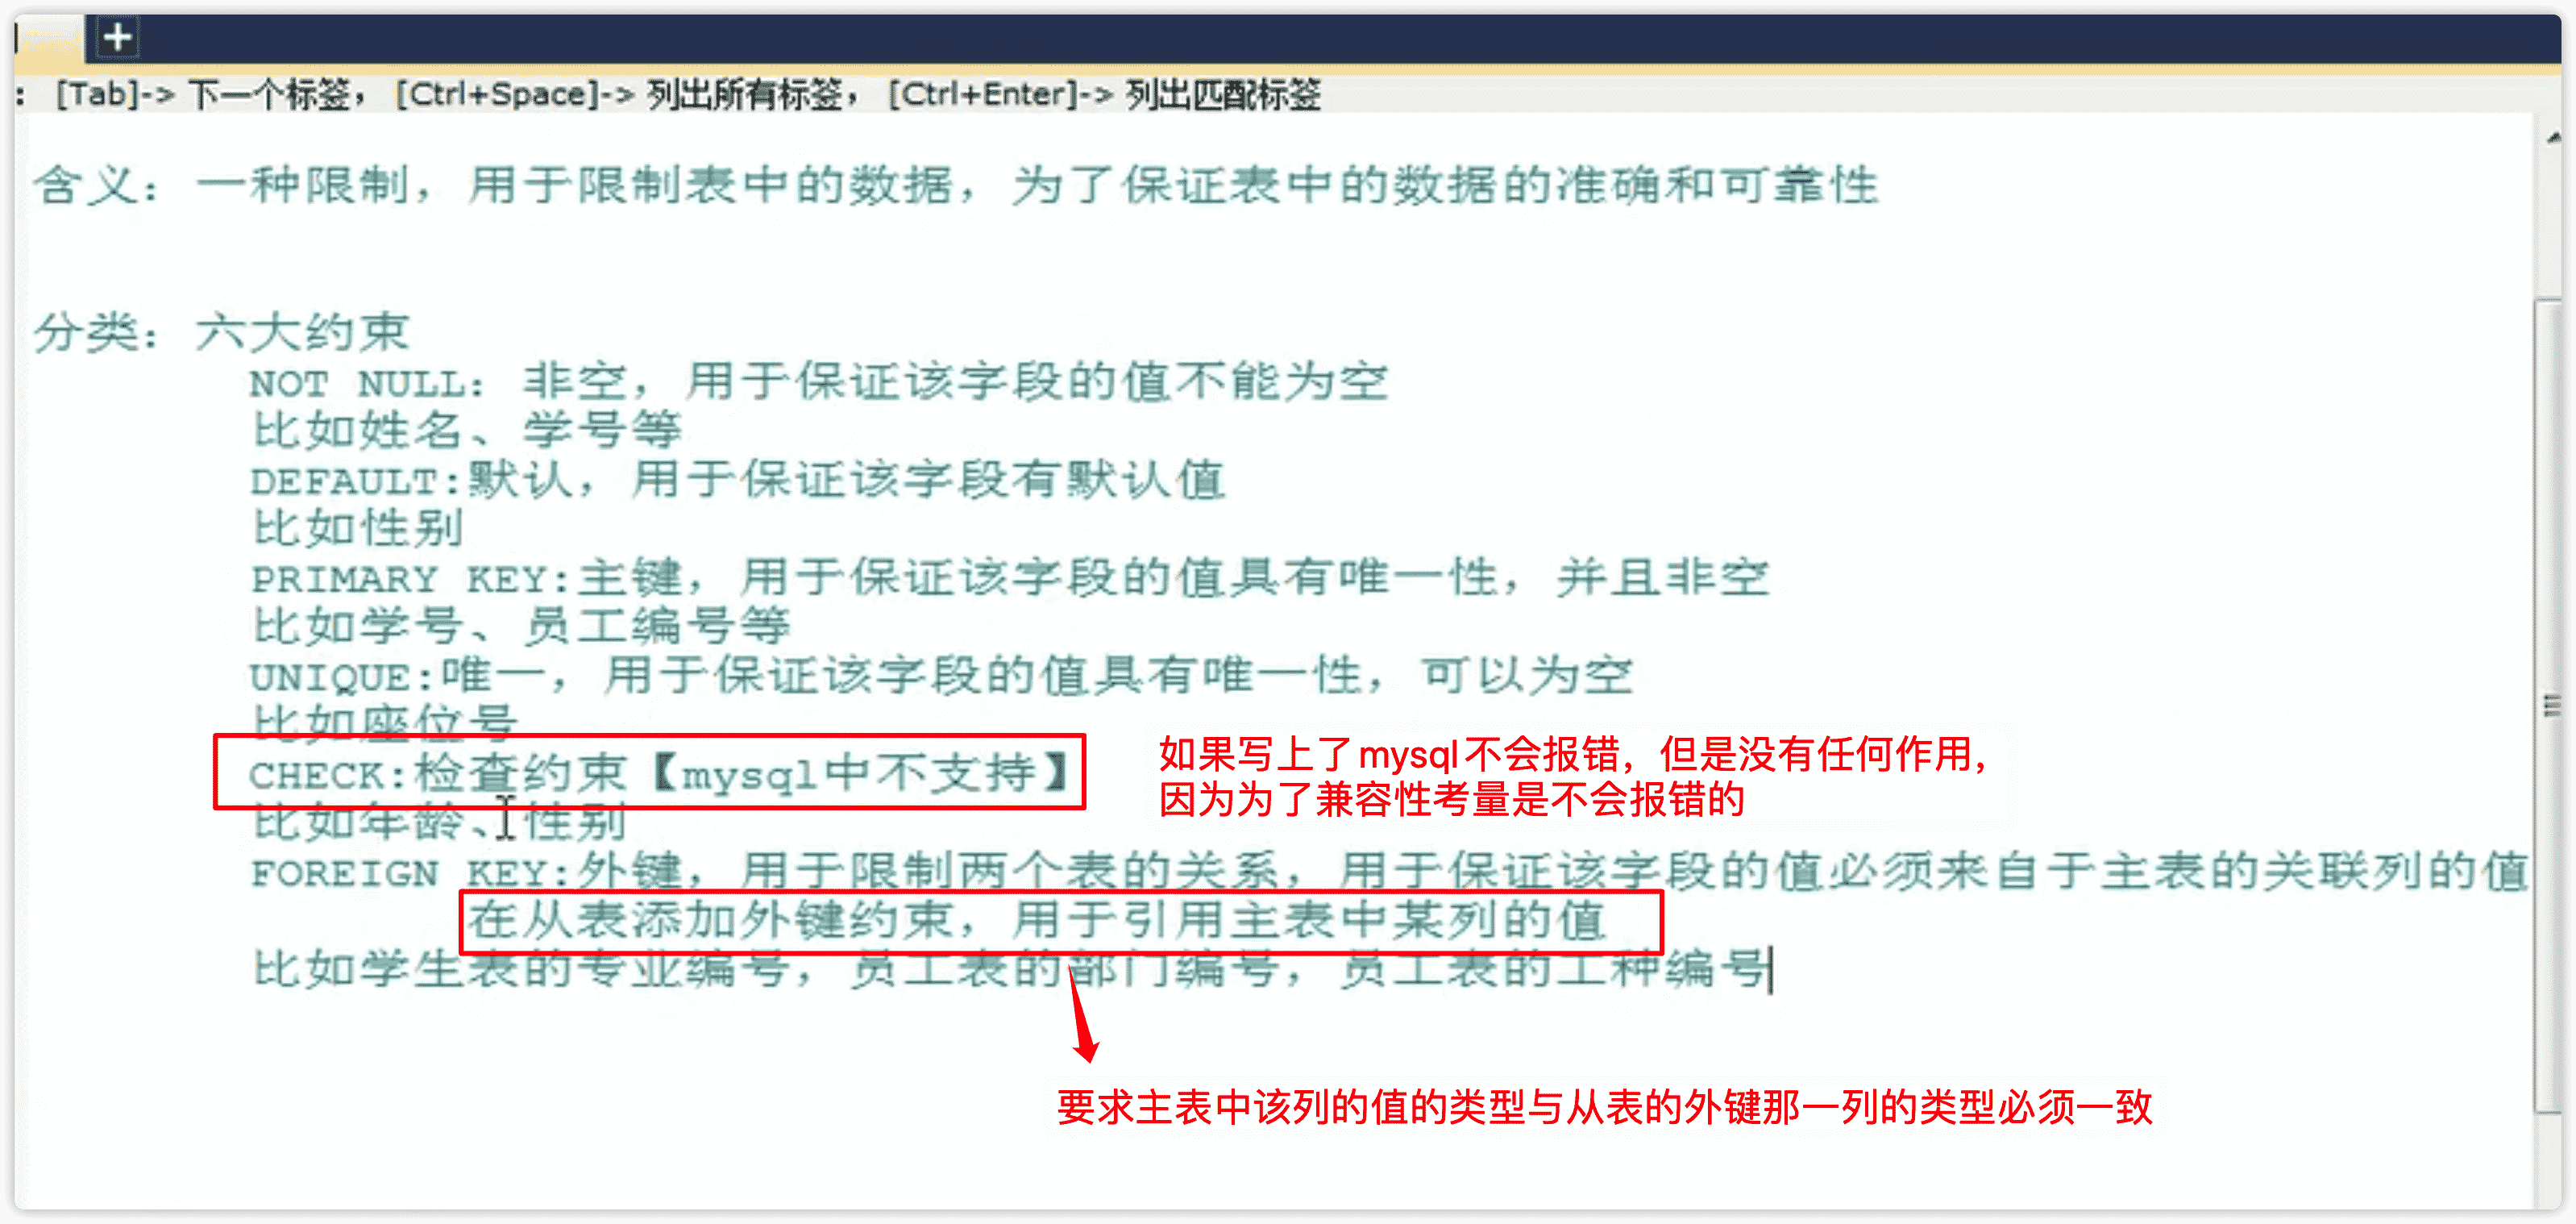 : [Tab]-> 下一个标签， [Ctrl+Space]-> 列出所有标签， [Ctrl+Enter]-> 列出匹配标签
含义：一种限制，用于限制表中的数据，为了保证表中的数据的准确和可靠性
分类：六大约束
NOT NULL：非空，用于保证该字段的值不能为空
比如姓名、学号等
DEFAULT:默认，用于保证该字段有默认值
比如性别
PRIMARY KEY:主键，用于保证该字段的值具有唯一性，并且非空
比如学号、员工编号等
UNIQUE:唯一，用于保证该字段的值具有唯一性，可以为空
比如座位号
CHECK:检查约束【mysql中不支持】
如果写上了mysql不会报错，但是没有任何作用，
因为为了兼容性考量是不会报错的
比如年龄、性别
FOREIGN KEY:外键，用于限制两个表的关系，用于保证该字段的值必须来自于主表的关联列的值
在从表添加外键约束，用于引用主表中某列的值
比如学生表的专业编号，员工表的部门编号，员工表的工种编号
要求主表中该列的值的类型与从表的外键那一列的类型必须一致